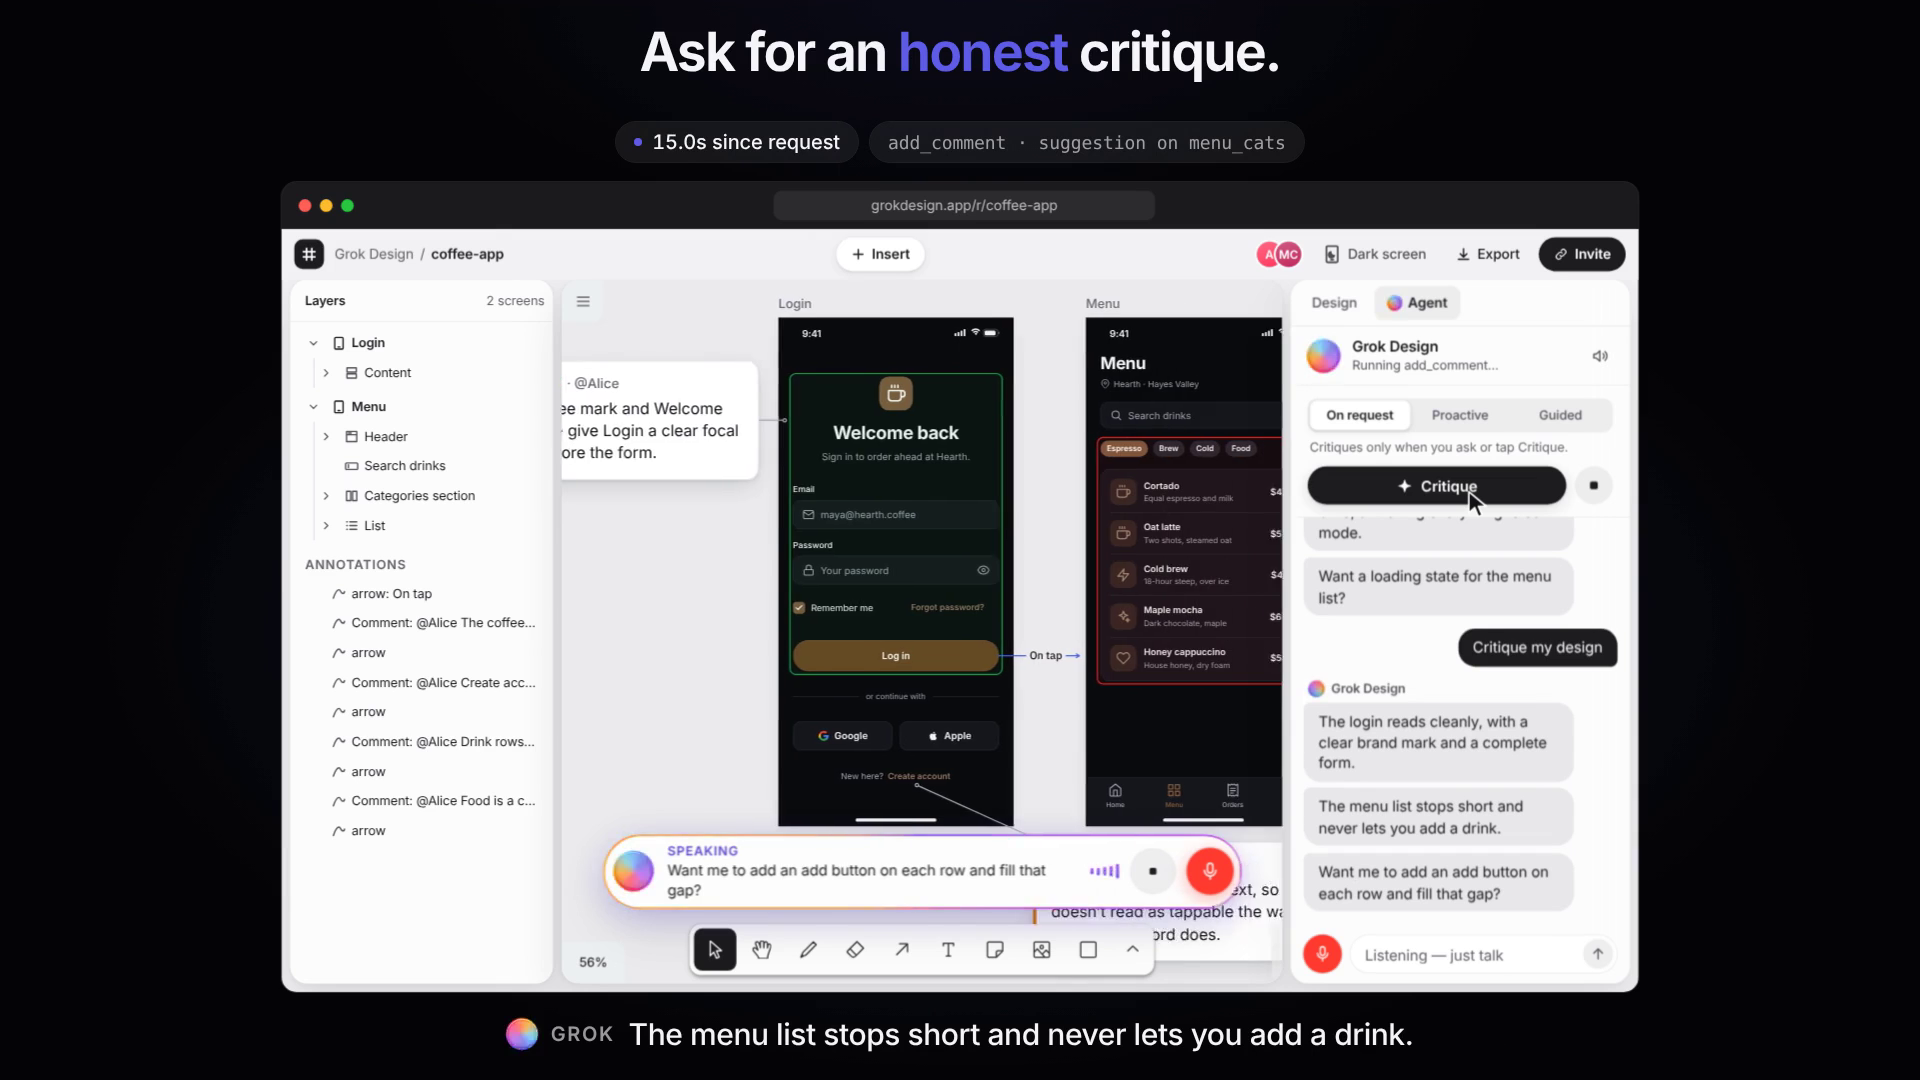 Ask for an honest critique.
15.0s since request
add_comment · suggestion on menu_cats
grokdesign.app/r/coffee-app
Grok Design / coffee-app
Insert
A
MC
Dark screen
Export
Invite
Layers
2 screens
Login
Content
Menu
Header
Search drinks
Categories section
List
ANNOTATIONS
arrow: On tap
Comment: @Alice The coffee...
arrow
Comment: @Alice Create acc...
arrow
Comment: @Alice Drink rows...
arrow
Comment: @Alice Food is a c...
arrow
· @Alice
ee mark and Welcome
give Login a clear focal
ore the form.
Login
9:41
Welcome back
Sign in to order ahead at Hearth.
Email
maya@hearth.coffee
Password
Your password
Remember me
Forgot password?
Log in
or continue with
Google
Apple
New here? Create account
On tap
Menu
9:41
Menu
Hearth · Hayes Valley
Search drinks
Espresso
Brew
Cold
Food
Cortado
Equal espresso and milk
$4
Oat latte
Two shots, steamed oat
$5
Cold brew
18-hour steep, over ice
$4
Maple mocha
Dark chocolate, maple
$6
Honey cappuccino
House honey, dry foam
$5
Home
Menu
Orders
SPEAKING
Want me to add an add button on each row and fill that
gap?
ext, so
doesn't read as tappable the wa
ord does.
56%
T
Design
Agent
Grok Design
Running add_comment...
On request
Proactive
Guided
Critiques only when you ask or tap Critique.
Critique
mode.
Want a loading state for the menu
list?
Critique my design
Grok Design
The login reads cleanly, with a
clear brand mark and a complete
form.
The menu list stops short and
never lets you add a drink.
Want me to add an add button on
each row and fill that gap?
Listening — just talk
GROK The menu list stops short and never lets you add a drink.